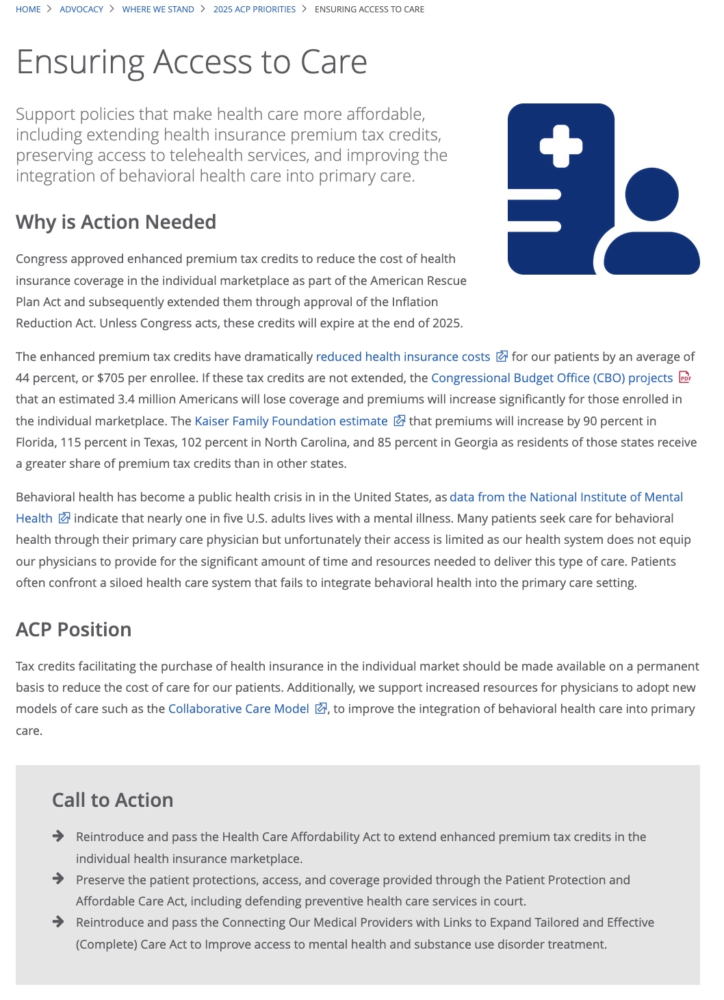 HOME > ADVOCACY > WHERE WE STAND > 2025 ACP PRIORITIES > ENSURING ACCESS TO CARE
Ensuring Access to Care
Support policies that make health care more affordable,
including extending health insurance premium tax credits,
preserving access to telehealth services, and improving the
integration of behavioral health care into primary care.
Why is Action Needed
Congress approved enhanced premium tax credits to reduce the cost of health
insurance coverage in the individual marketplace as part of the American Rescue
Plan Act and subsequently extended them through approval of the Inflation
Reduction Act. Unless Congress acts, these credits will expire at the end of 2025.
The enhanced premium tax credits have dramatically reduced health insurance costs for our patients by an average of
44 percent, or $705 per enrollee. If these tax credits are not extended, the Congressional Budget Office (CBO) projects PDF
that an estimated 3.4 million Americans will lose coverage and premiums will increase significantly for those enrolled in
the individual marketplace. The Kaiser Family Foundation estimate that premiums will increase by 90 percent in
Florida, 115 percent in Texas, 102 percent in North Carolina, and 85 percent in Georgia as residents of those states receive
a greater share of premium tax credits than in other states.
Behavioral health has become a public health crisis in in the United States, as data from the National Institute of Mental
Health indicate that nearly one in five U.S. adults lives with a mental illness. Many patients seek care for behavioral
health through their primary care physician but unfortunately their access is limited as our health system does not equip
our physicians to provide for the significant amount of time and resources needed to deliver this type of care. Patients
often confront a siloed health care system that fails to integrate behavioral health into the primary care setting.
ACP Position
Tax credits facilitating the purchase of health insurance in the individual market should be made available on a permanent
basis to reduce the cost of care for our patients. Additionally, we support increased resources for physicians to adopt new
models of care such as the Collaborative Care Model , to improve the integration of behavioral health care into primary
care.
Call to Action
Reintroduce and pass the Health Care Affordability Act to extend enhanced premium tax credits in the
individual health insurance marketplace.
Preserve the patient protections, access, and coverage provided through the Patient Protection and
Affordable Care Act, including defending preventive health care services in court.
Reintroduce and pass the Connecting Our Medical Providers with Links to Expand Tailored and Effective
(Complete) Care Act to Improve access to mental health and substance use disorder treatment.